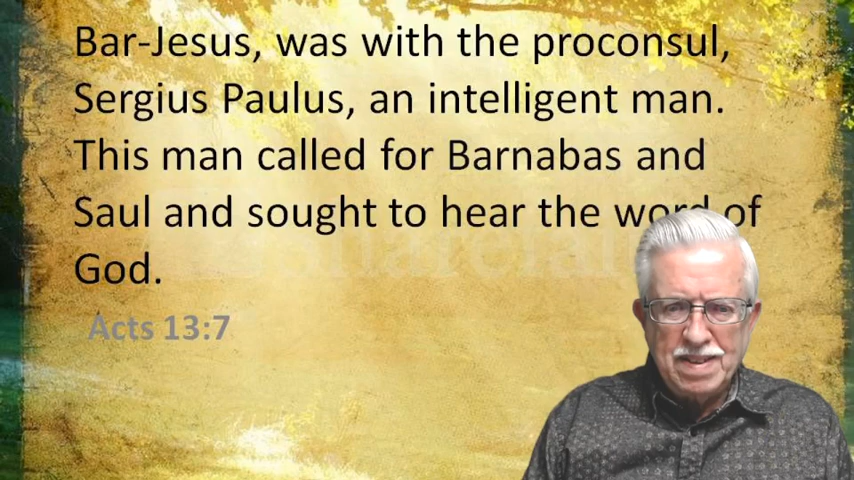 Bar-Jesus, was with the proconsul,
Sergius Paulus, an intelligent man.
This man called for Barnabas and
Saul and sought to hear the word of
God.
Acts 13:7